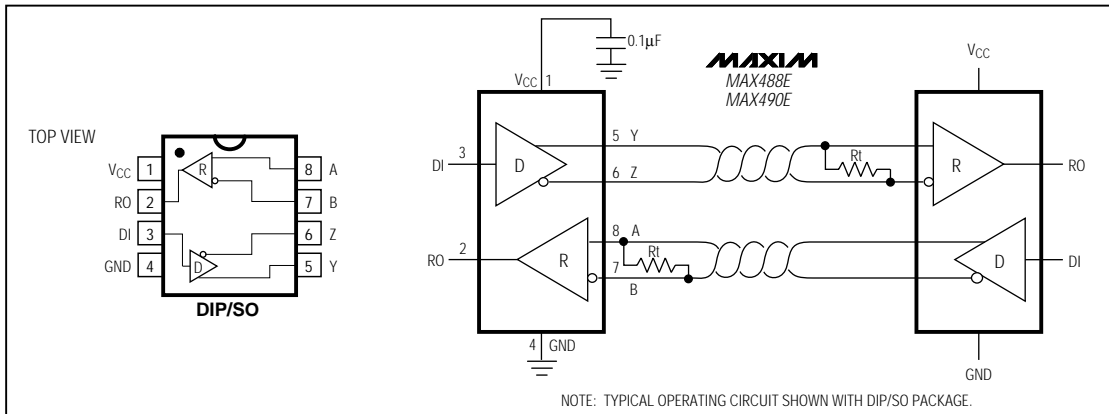 TOP VIEW
VCC 1
RO 2
DI 3
GND 4
8 A
7 B
6 Z
5 Y
R
D
DIP/SO
0.1µF
VCC 1
MAXIM
MAX488E
MAX490E
VCC
DI 3
D
5 Y
6 Z
Rt
R
RO
RO 2
R
8 A
7
B
Rt
D
DI
4 GND
GND
NOTE: TYPICAL OPERATING CIRCUIT SHOWN WITH DIP/SO PACKAGE.